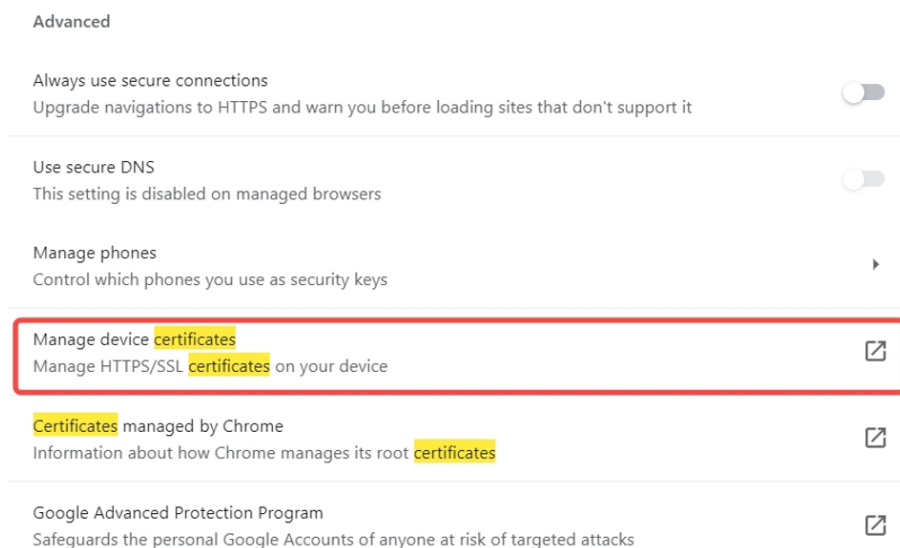 Advanced
Always use secure connections
Upgrade navigations to HTTPS and warn you before loading sites that don't support it
Use secure DNS
This setting is disabled on managed browsers
Manage phones
Control which phones you use as security keys
Manage device certificates
Manage HTTPS/SSL certificates on your device
Certificates managed by Chrome
Information about how Chrome manages its root certificates
Google Advanced Protection Program
Safeguards the personal Google Accounts of anyone at risk of targeted attacks